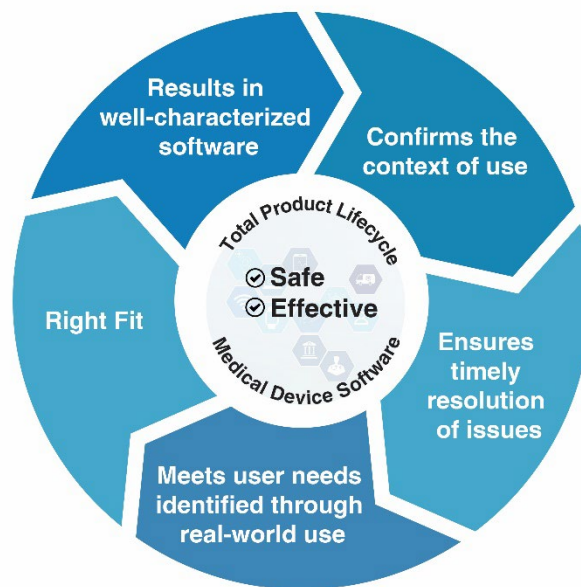 Results in
well-characterized
software
Confirms the
context of use
Ensures
timely
resolution
of issues
Meets user needs
identified through
real-world use
Right Fit
Total Product Lifecycle
Safe
Effective
Medical Device Software